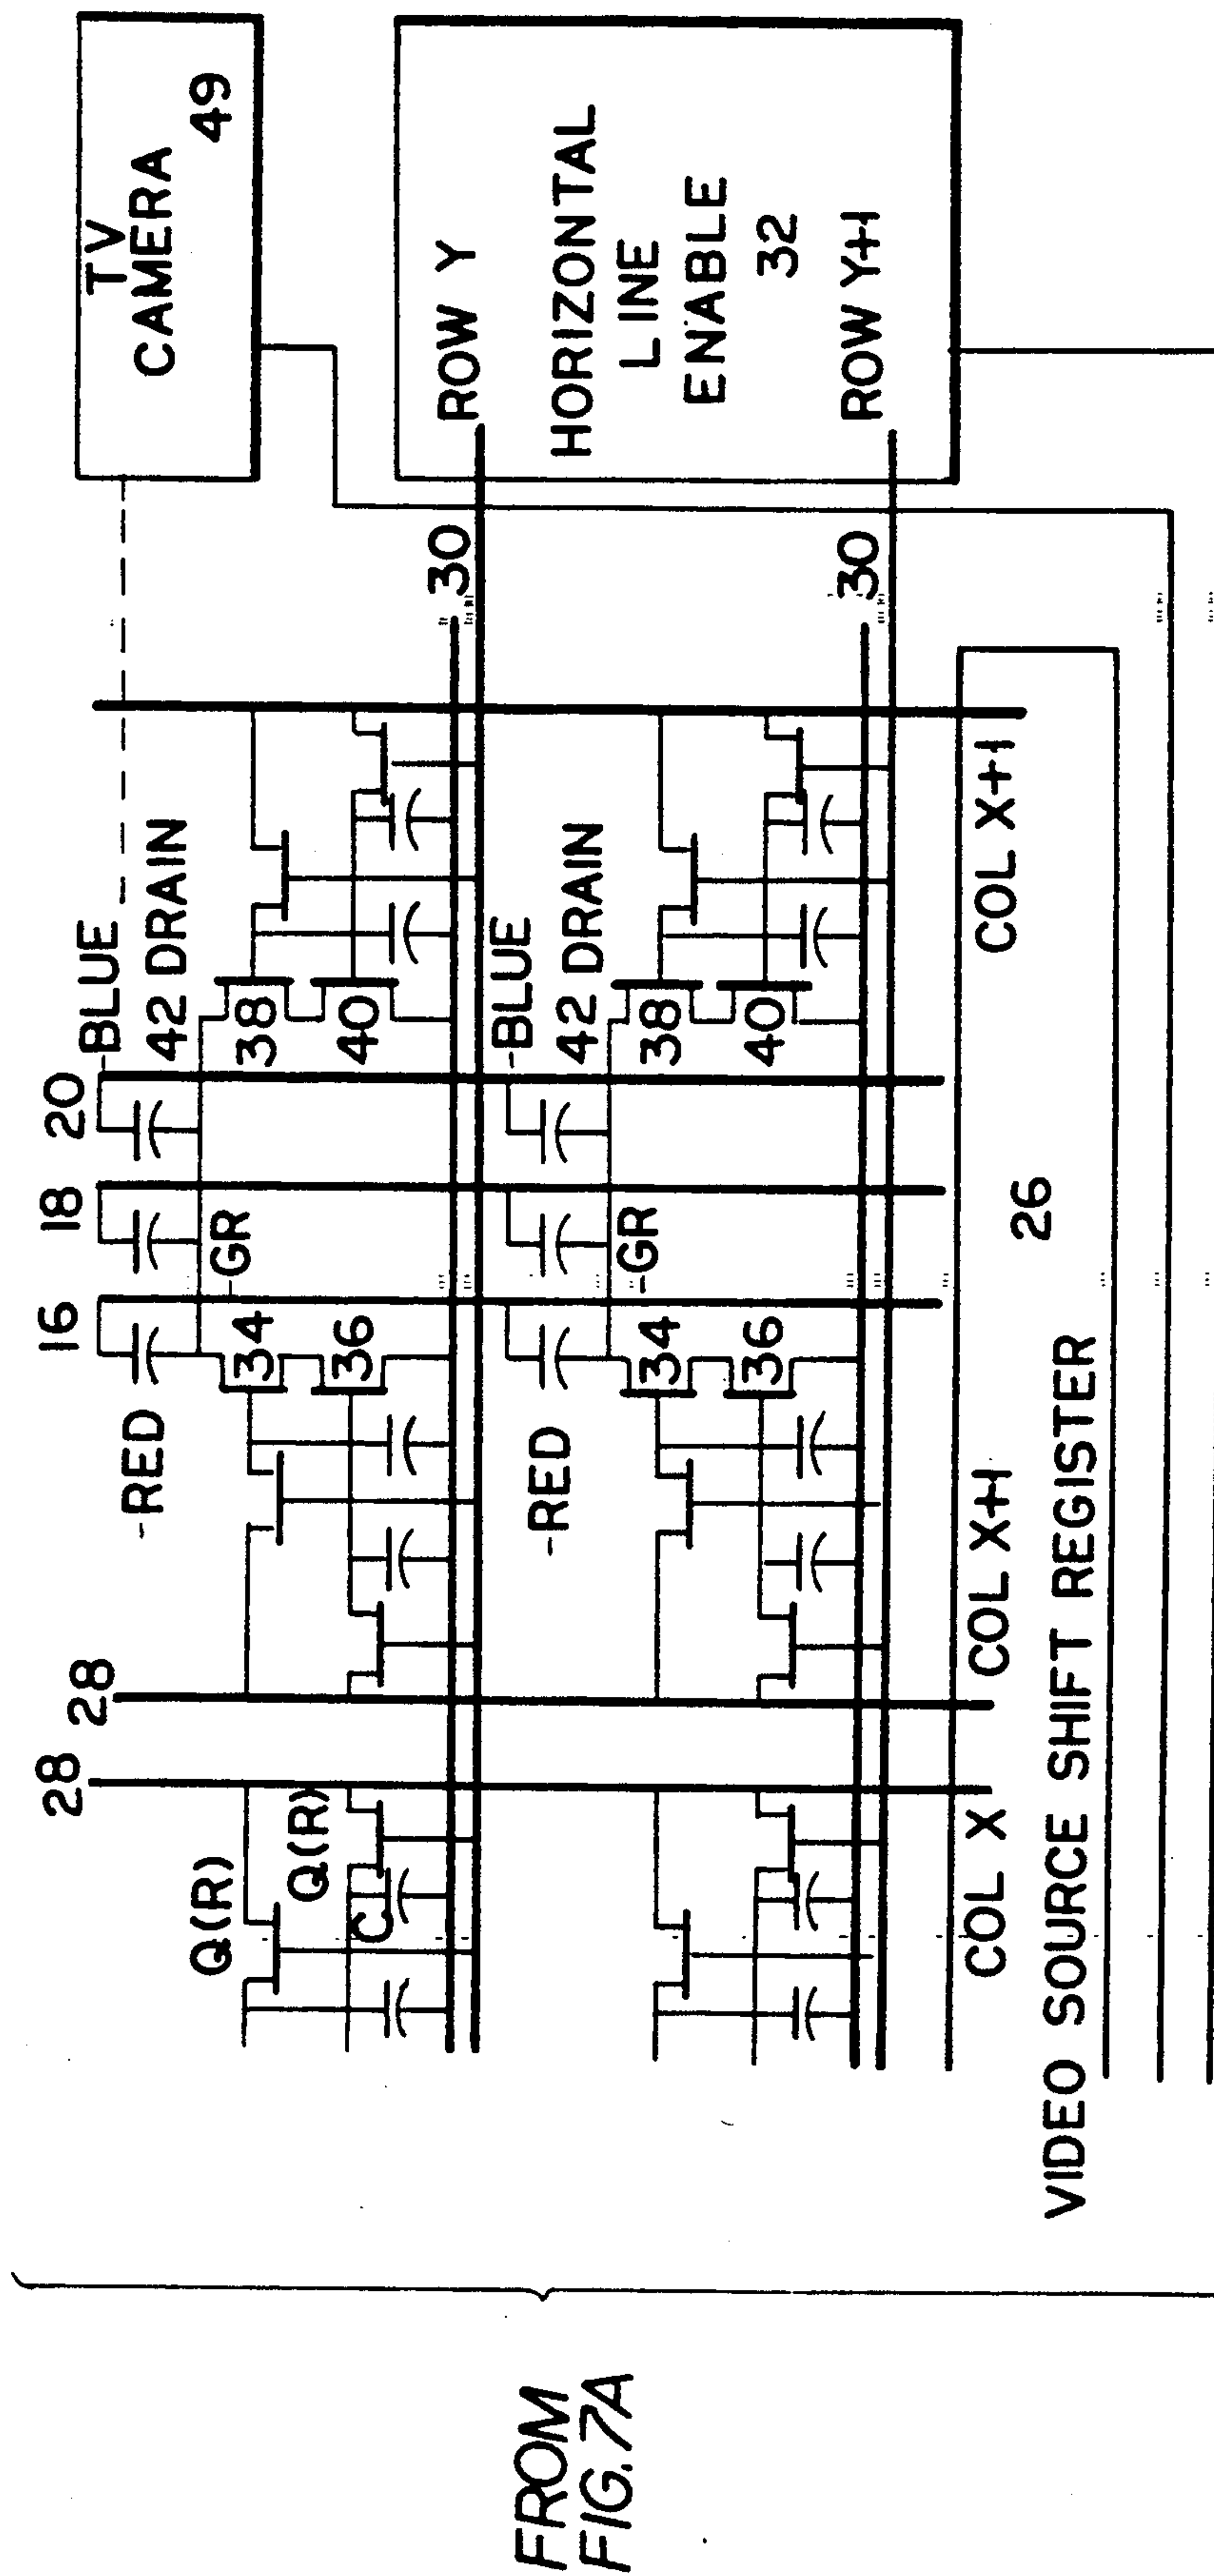 TV
CAMERA
49
20
-BLUE
18
16
42 DRAIN
-RED
28
28
Q(R)
38
-GR
34
Q(R)
40
36
C
ROW Y
30
HORIZONTAL
LINE
ENABLE
32
-BLUE
42 DRAIN
-RED
38
-GR
34
40
36
ROW Y+1
30
COL X
COL X+1
COL X+1
26
VIDEO SOURCE SHIFT REGISTER
FROM
FIG. 7A